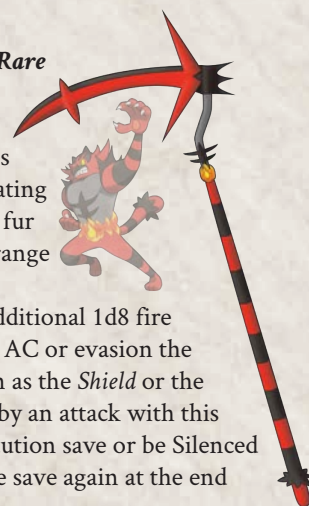 Rare
s
ating
fur
range
dditional 1d8 fire
AC or evasion the
n as the Shield or the
by an attack with this
ution save or be Silenced
e save again at the end